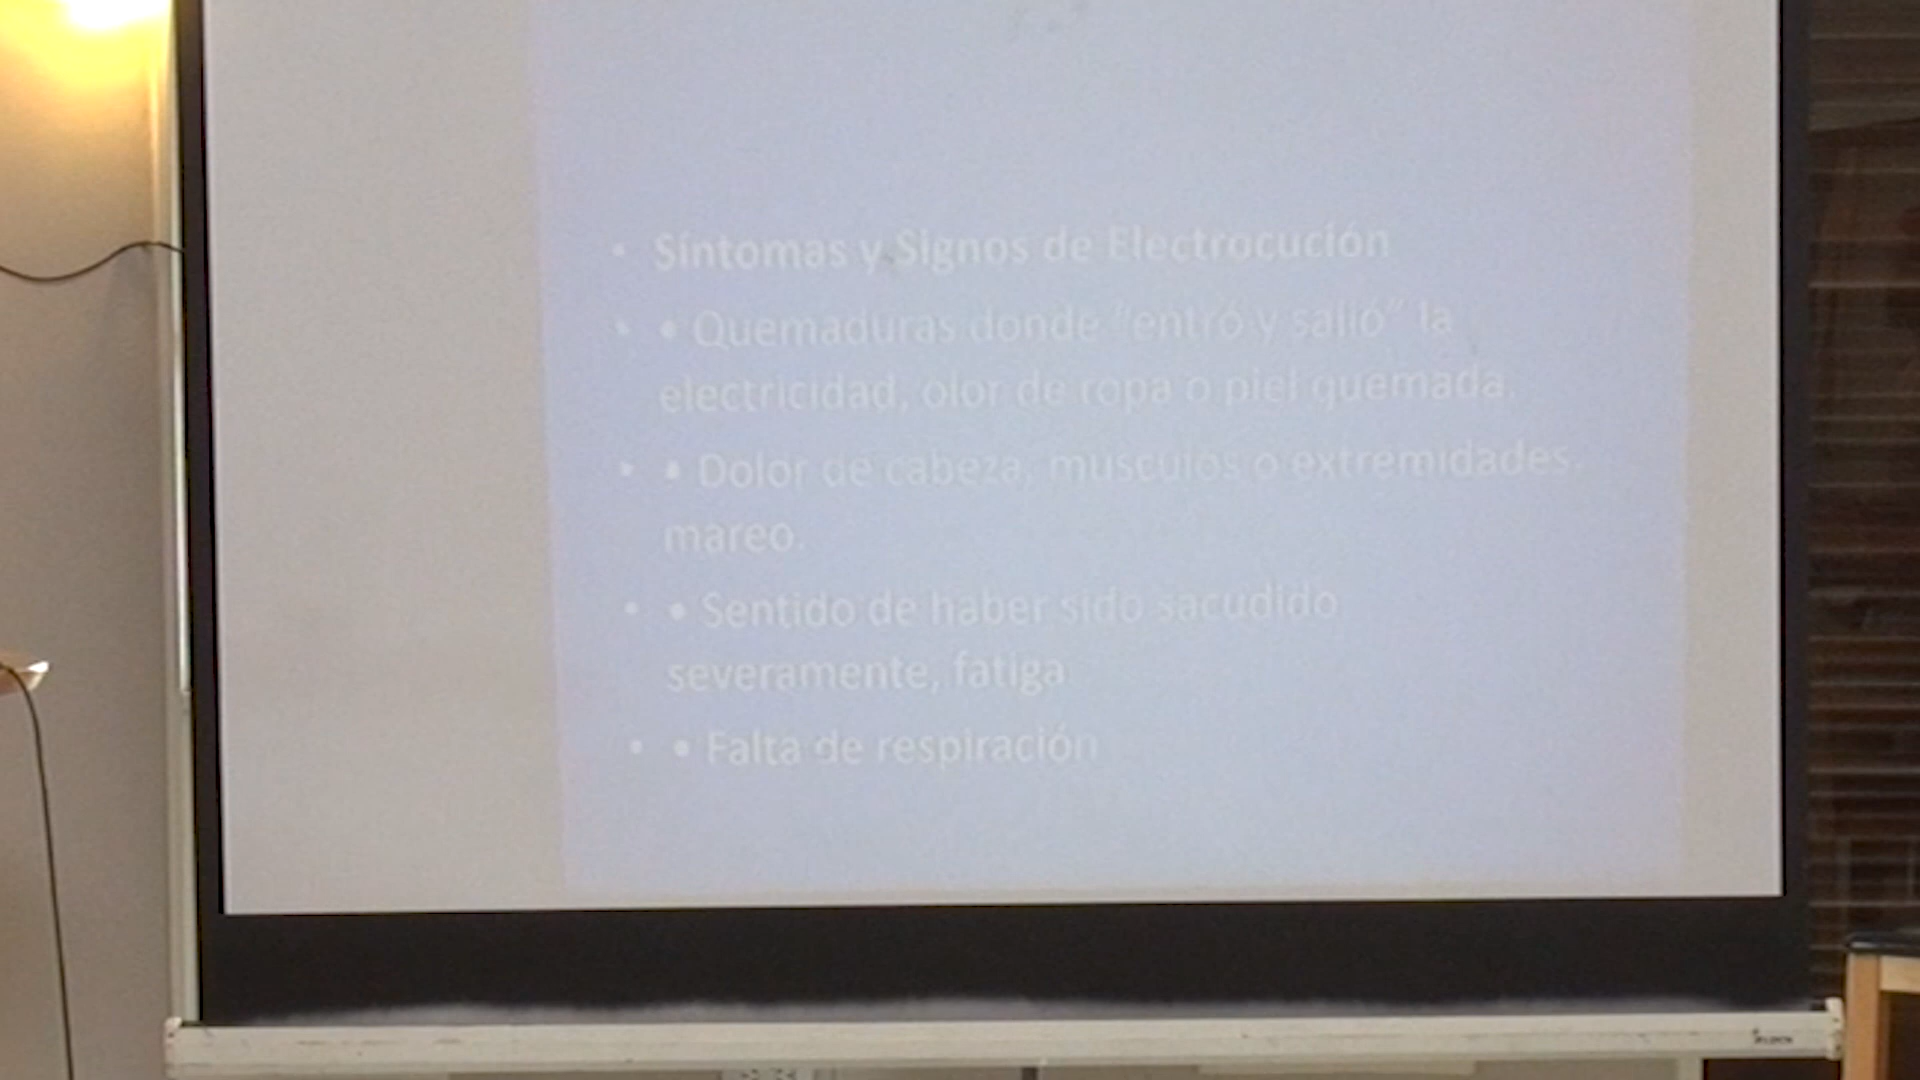 • Síntomas y Signos de Electrocución
• • Quemaduras donde "entró y salió" la
electricidad, olor de ropa o piel quemada.
• • Dolor de cabeza, músculos o extremidades,
mareo.
• • Sentido de haber sido sacudido
severamente, fatiga
• • Falta de respiración